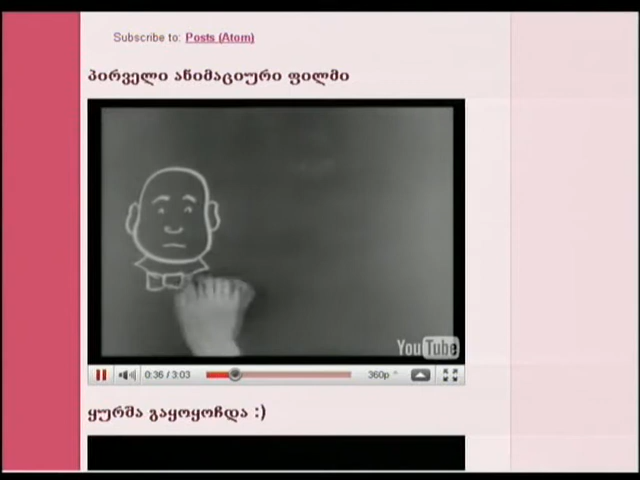 Subscribe to: Posts (Atom)
პირველი ანიმაციური ფილმი
YouTube
0:36 / 3:03
360p
ყურშა გაყოყოჩდა :)